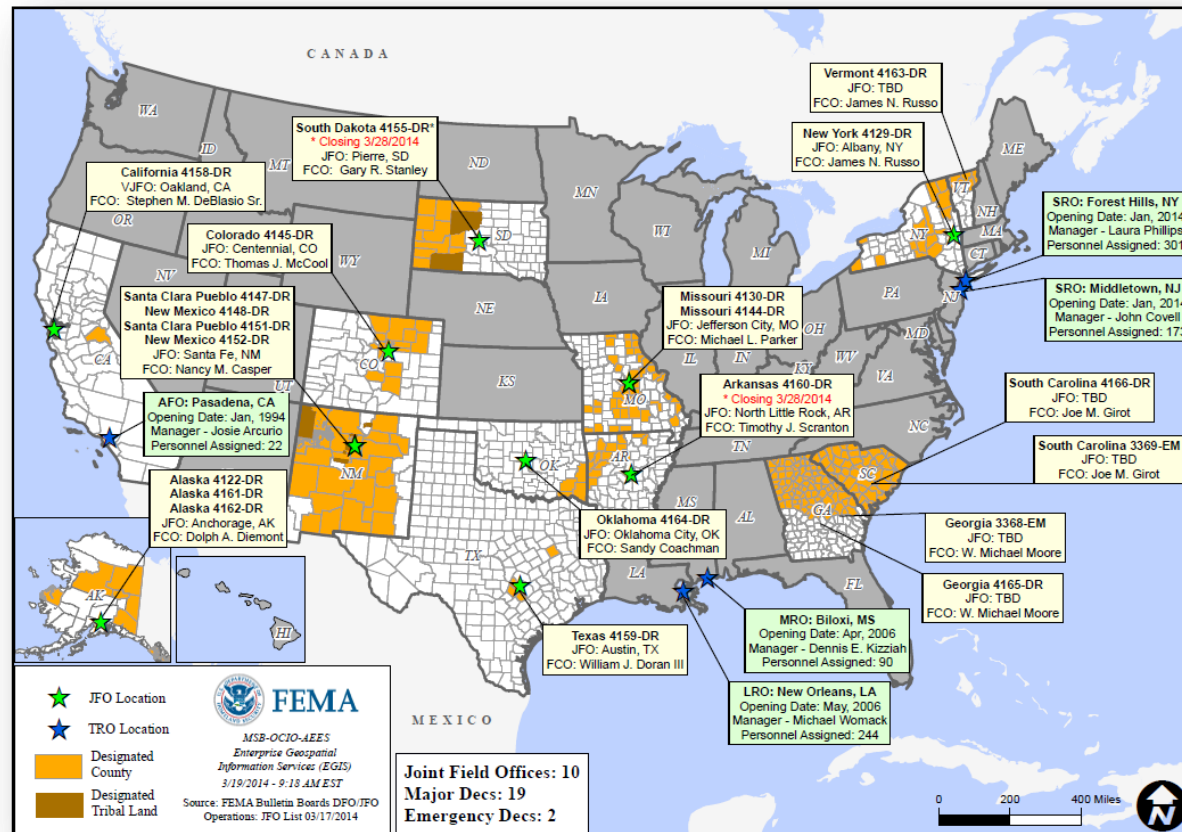 CANADA
Vermont 4163-DR
JFO: TBD
FCO: James N. Russo
New York 4129-DR
JFO: Albany, NY
FCO: James N. Russo
South Dakota 4155-DR*
* Closing 3/28/2014
JFO: Pierre, SD
FCO: Gary R. Stanley
California 4158-DR
VJFO: Oakland, CA
FCO: Stephen M. DeBlasio Sr.
SRO: Forest Hills, NY
Opening Date: Jan, 2014
Manager - Laura Phillips
Personnel Assigned: 301
Colorado 4145-DR
JFO: Centennial, CO
FCO: Thomas J. McCool
SRO: Middletown, NJ
Opening Date: Jan, 2014
Manager - John Covell
Personnel Assigned: 173
Santa Clara Pueblo 4147-DR
New Mexico 4148-DR
Santa Clara Pueblo 4151-DR
New Mexico 4152-DR
JFO: Santa Fe, NM
FCO: Nancy M. Casper
Missouri 4130-DR
Missouri 4144-DR
JFO: Jefferson City, MO
FCO: Michael L. Parker
Arkansas 4160-DR
* Closing 3/28/2014
JFO: North Little Rock, AR
FCO: Timothy J. Scranton
South Carolina 4166-DR
JFO: TBD
FCO: Joe M. Girot
AFO: Pasadena, CA
Opening Date: Jan, 1994
Manager - Josie Arcurio
Personnel Assigned: 22
South Carolina 3369-EM
JFO: TBD
FCO: Joe M. Girot
Alaska 4122-DR
Alaska 4161-DR
Alaska 4162-DR
JFO: Anchorage, AK
FCO: Dolph A. Diemont
Oklahoma 4164-DR
JFO: Oklahoma City, OK
FCO: Sandy Coachman
Georgia 3368-EM
JFO: TBD
FCO: W. Michael Moore
Georgia 4165-DR
JFO: TBD
FCO: W. Michael Moore
Texas 4159-DR
JFO: Austin, TX
FCO: William J. Doran III
MRO: Biloxi, MS
Opening Date: Apr, 2006
Manager - Dennis E. Kizziah
Personnel Assigned: 90
LRO: New Orleans, LA
Opening Date: May, 2006
Manager - Michael Womack
Personnel Assigned: 244
WA
OR
ID
MT
ND
MN
WI
MI
ME
VT
NH
NY
MA
CT
NJ
PA
SD
WY
NV
CA
UT
CO
NE
IA
IL
IN
OH
MD
WV
VA
KY
KS
MO
NM
OK
AR
TN
NC
SC
GA
AL
MS
LA
FL
TX
AK
HI
MEXICO
JFO Location
TRO Location
Designated
County
Designated
Tribal Land
FEMA
MSB-OCIO-AEES
Enterprise Geospatial
Information Services (EGIS)
3/19/2014 - 9:18 AM EST
Source: FEMA Bulletin Boards DFO/JFO
Operations: JFO List 03/17/2014
Joint Field Offices: 10
Major Decs: 19
Emergency Decs: 2
0 200 400 Miles
N